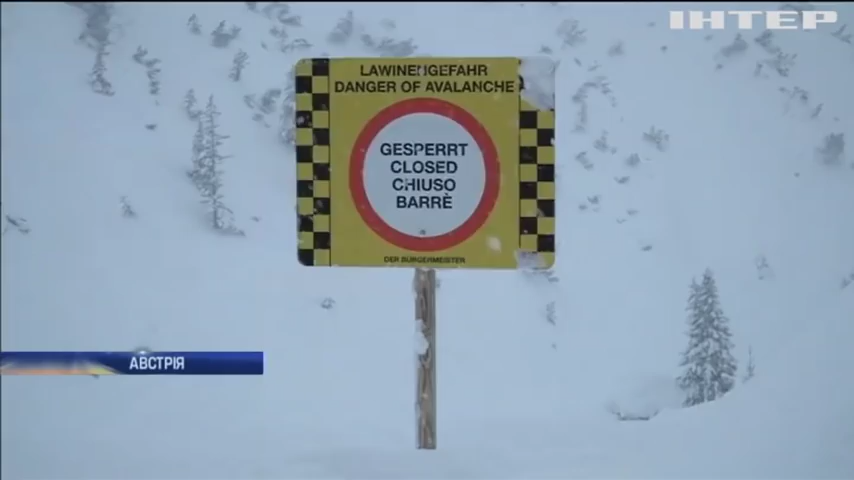 ІНТЕР
LAWINENGEFAHR
DANGER OF AVALANCHE
GESPERRT
CLOSED
CHIUSO
BARRÈ
DER BÜRGERMEISTER
АВСТРІЯ